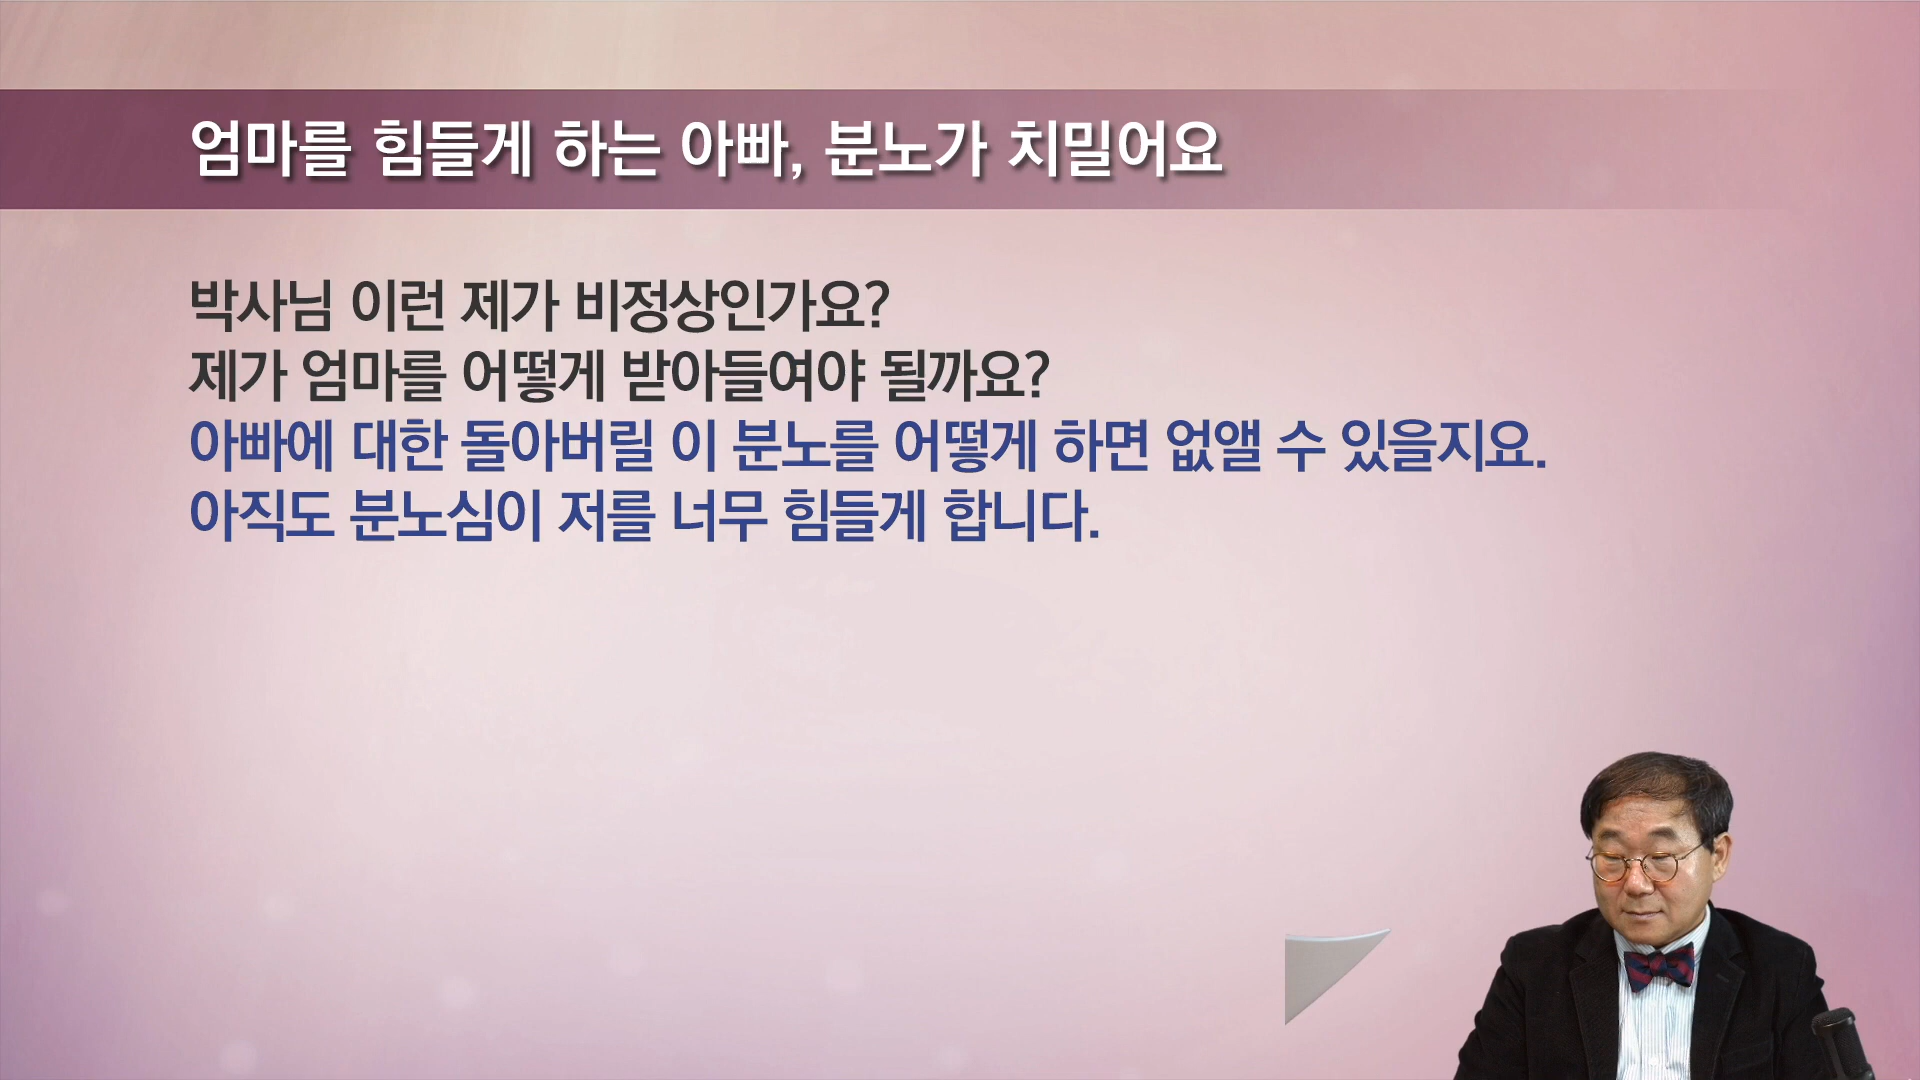 엄마를 힘들게 하는 아빠, 분노가 치밀어요
박사님 이런 제가 비정상인가요?
제가 엄마를 어떻게 받아들여야 될까요?
아빠에 대한 돌아버릴 이 분노를 어떻게 하면 없앨 수 있을지요.
아직도 분노심이 저를 너무 힘들게 합니다.